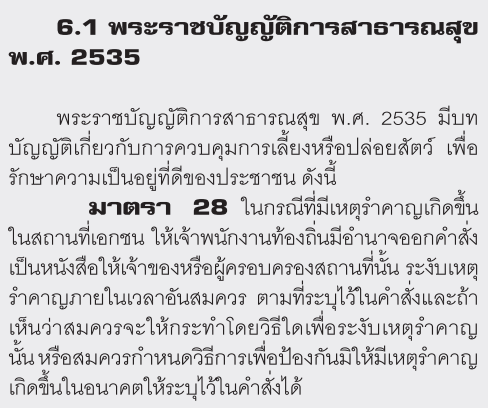 6.1 พระราชบัญญัติการสาธารณสุข
พ.ศ. 2535
พระราชบัญญัติการสาธารณสุข พ.ศ. 2535 มีบท
บัญญัติเกี่ยวกับการควบคุมการเลี้ยงหรือปล่อยสัตว์ เพื่อ
รักษาความเป็นอยู่ที่ดีของประชาชน ดังนี้
มาตรา 28 ในกรณีที่มีเหตุรำคาญเกิดขึ้น
ในสถานที่เอกชน ให้เจ้าพนักงานท้องถิ่นมีอำนาจออกคำสั่ง
เป็นหนังสือให้เจ้าของหรือผู้ครอบครองสถานที่นั้น ระงับเหตุ
รำคาญภายในเวลาอันสมควร ตามที่ระบุไว้ในคำสั่งและถ้า
เห็นว่าสมควรจะให้กระทำโดยวิธีใดเพื่อระงับเหตุรำคาญ
นั้น หรือสมควรกำหนดวิธีการเพื่อป้องกันมิให้มีเหตุรำคาญ
เกิดขึ้นในอนาคตให้ระบุไว้ในคำสั่งได้